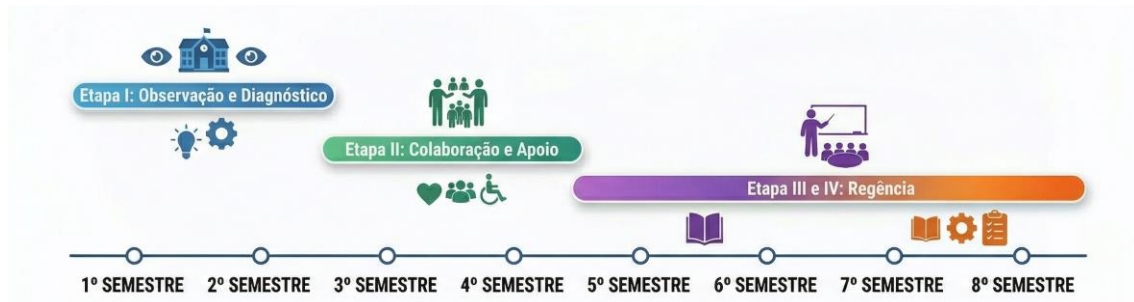 Etapa I: Observação e Diagnóstico
Etapa II: Colaboração e Apoio
Etapa III e IV: Regência
1º SEMESTRE 2º SEMESTRE 3º SEMESTRE 4º SEMESTRE 5º SEMESTRE 6º SEMESTRE 7º SEMESTRE 8º SEMESTRE